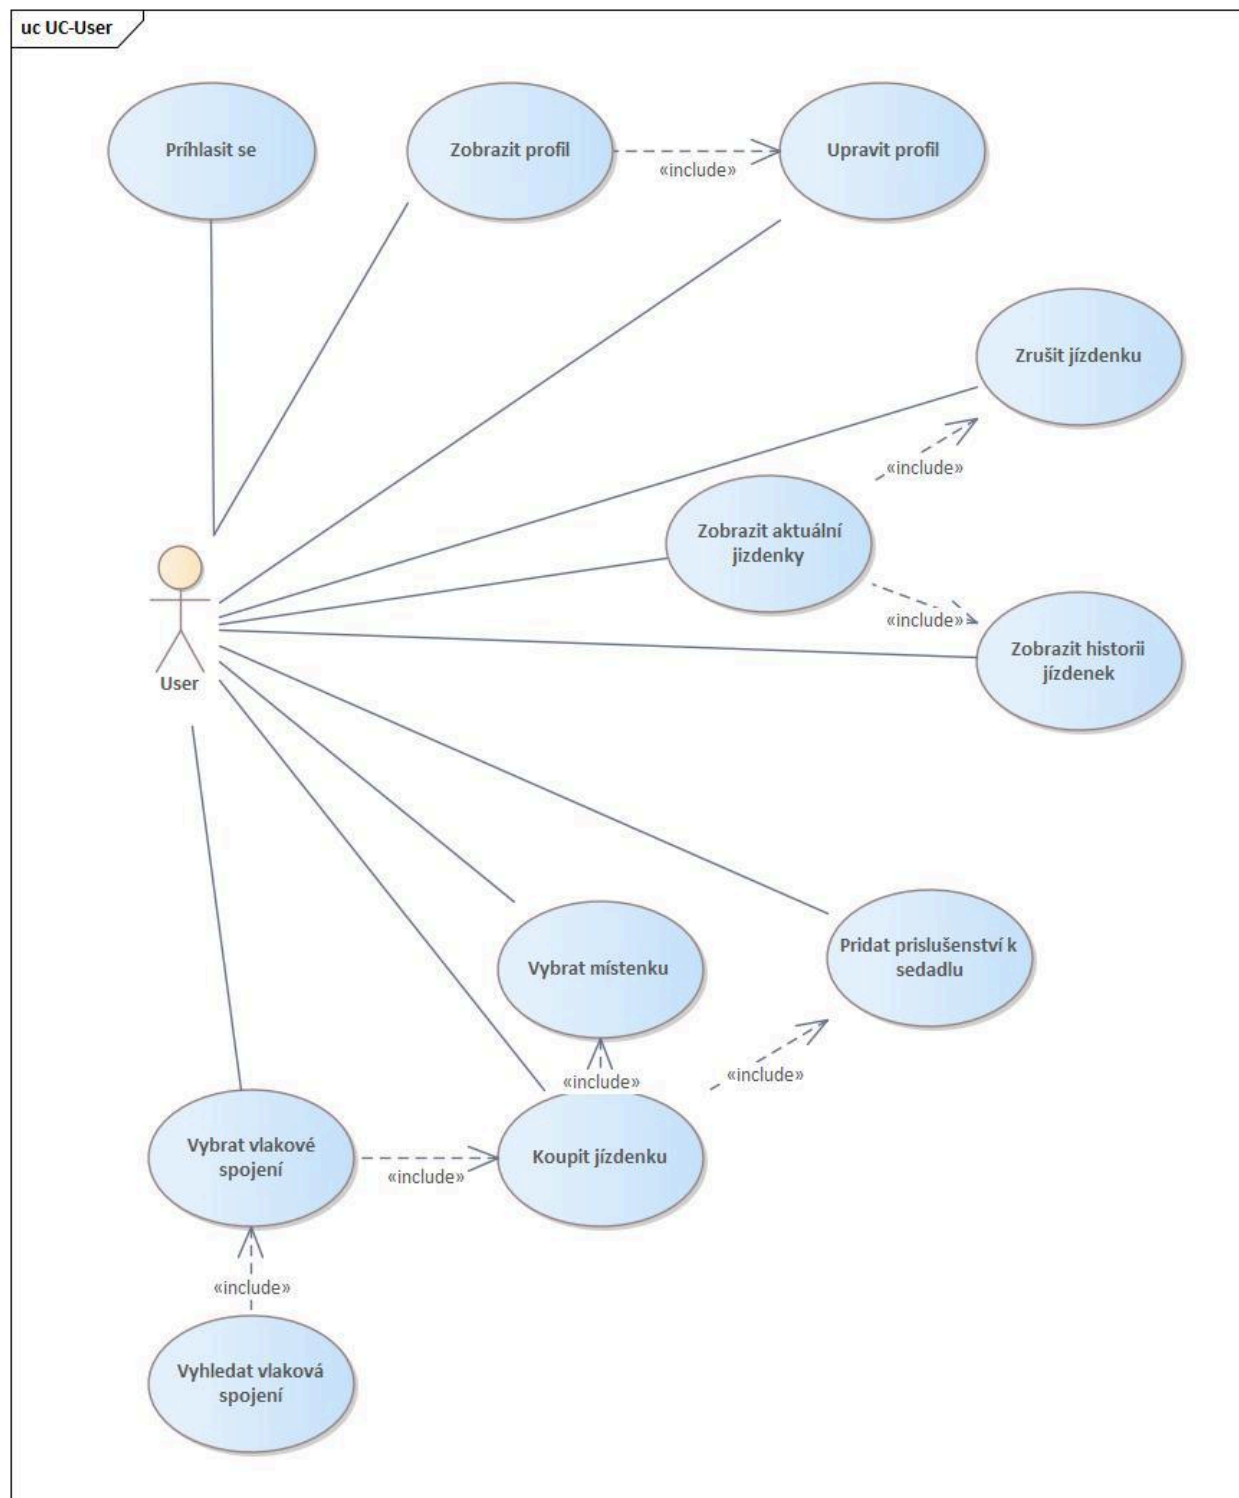 uc UC-User
Príhlasit se
Zobrazit profil
«include»
Upravit profil
Zrušit jízdenku
«include»
Zobrazit aktuální
jizdenky
«include»
Zobrazit historii
jízdenek
User
Vybrat místenku
Pridat prislušenství k
sedadlu
«include»
«include»
Vybrat vlakové
spojení
«include»
Koupit jízdenku
«include»
Vyhledat vlaková
spojení